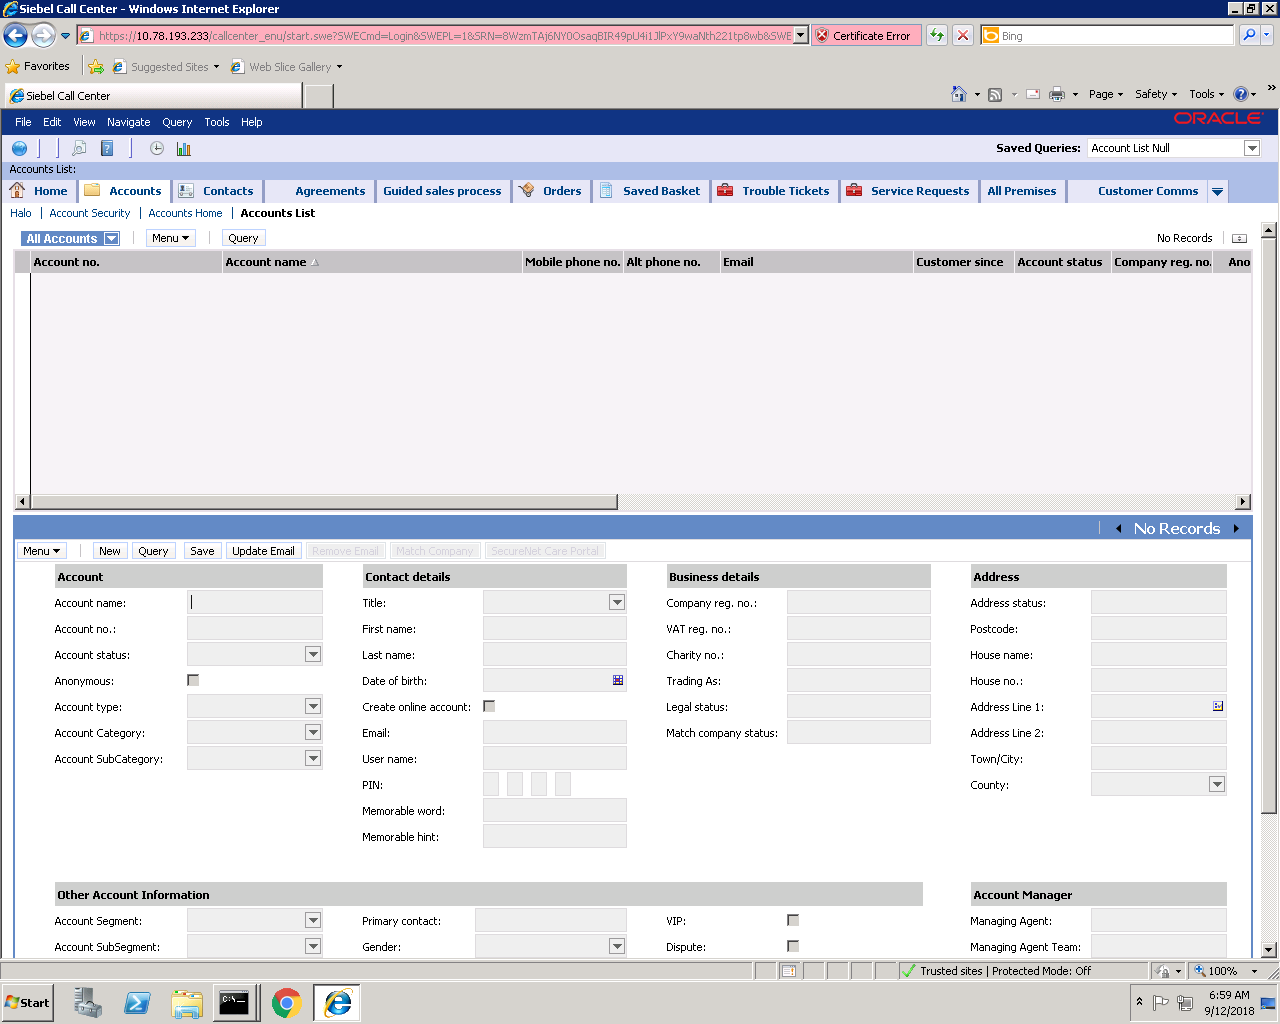 Siebel Call Center - Windows Internet Explorer
https://10.78.193.233/callcenter_enu/start.swe?SWECmd=Login&SWEPL=1&SRN=8WzmTAj6NY0OsaqBIR49pU4i1JlPxY9waNth221tp8wb&SWE
Certificate Error
Bing
Favorites
Suggested Sites
Web Slice Gallery
Siebel Call Center
Page
Safety
Tools
File Edit View Navigate Query Tools Help
ORACLE
Saved Queries:
Account List Null
Accounts List:
Home Accounts Contacts Agreements Guided sales process Orders Saved Basket Trouble Tickets Service Requests All Premises Customer Comms
Halo | Account Security | Accounts Home | Accounts List
All Accounts
Menu
Query
No Records
Account no. Account name Mobile phone no. Alt phone no. Email Customer since Account status Company reg. no. Ano
No Records
Menu
New
Query
Save
Update Email
Remove Email
Match Company
SecureNet Care Portal
Account
Account name:
Account no.:
Account status:
Anonymous:
Account type:
Account Category:
Account SubCategory:
Contact details
Title:
First name:
Last name:
Date of birth:
Create online account:
Email:
User name:
PIN:
Memorable word:
Memorable hint:
Business details
Company reg. no.:
VAT reg. no.:
Charity no.:
Trading As:
Legal status:
Match company status:
Address
Address status:
Postcode:
House name:
House no.:
Address Line 1:
Address Line 2:
Town/City:
County:
Other Account Information
Account Segment:
Account SubSegment:
Primary contact:
Gender:
VIP:
Dispute:
Account Manager
Managing Agent:
Managing Agent Team:
Trusted sites | Protected Mode: Off
100%
Start
6:59 AM
9/12/2018